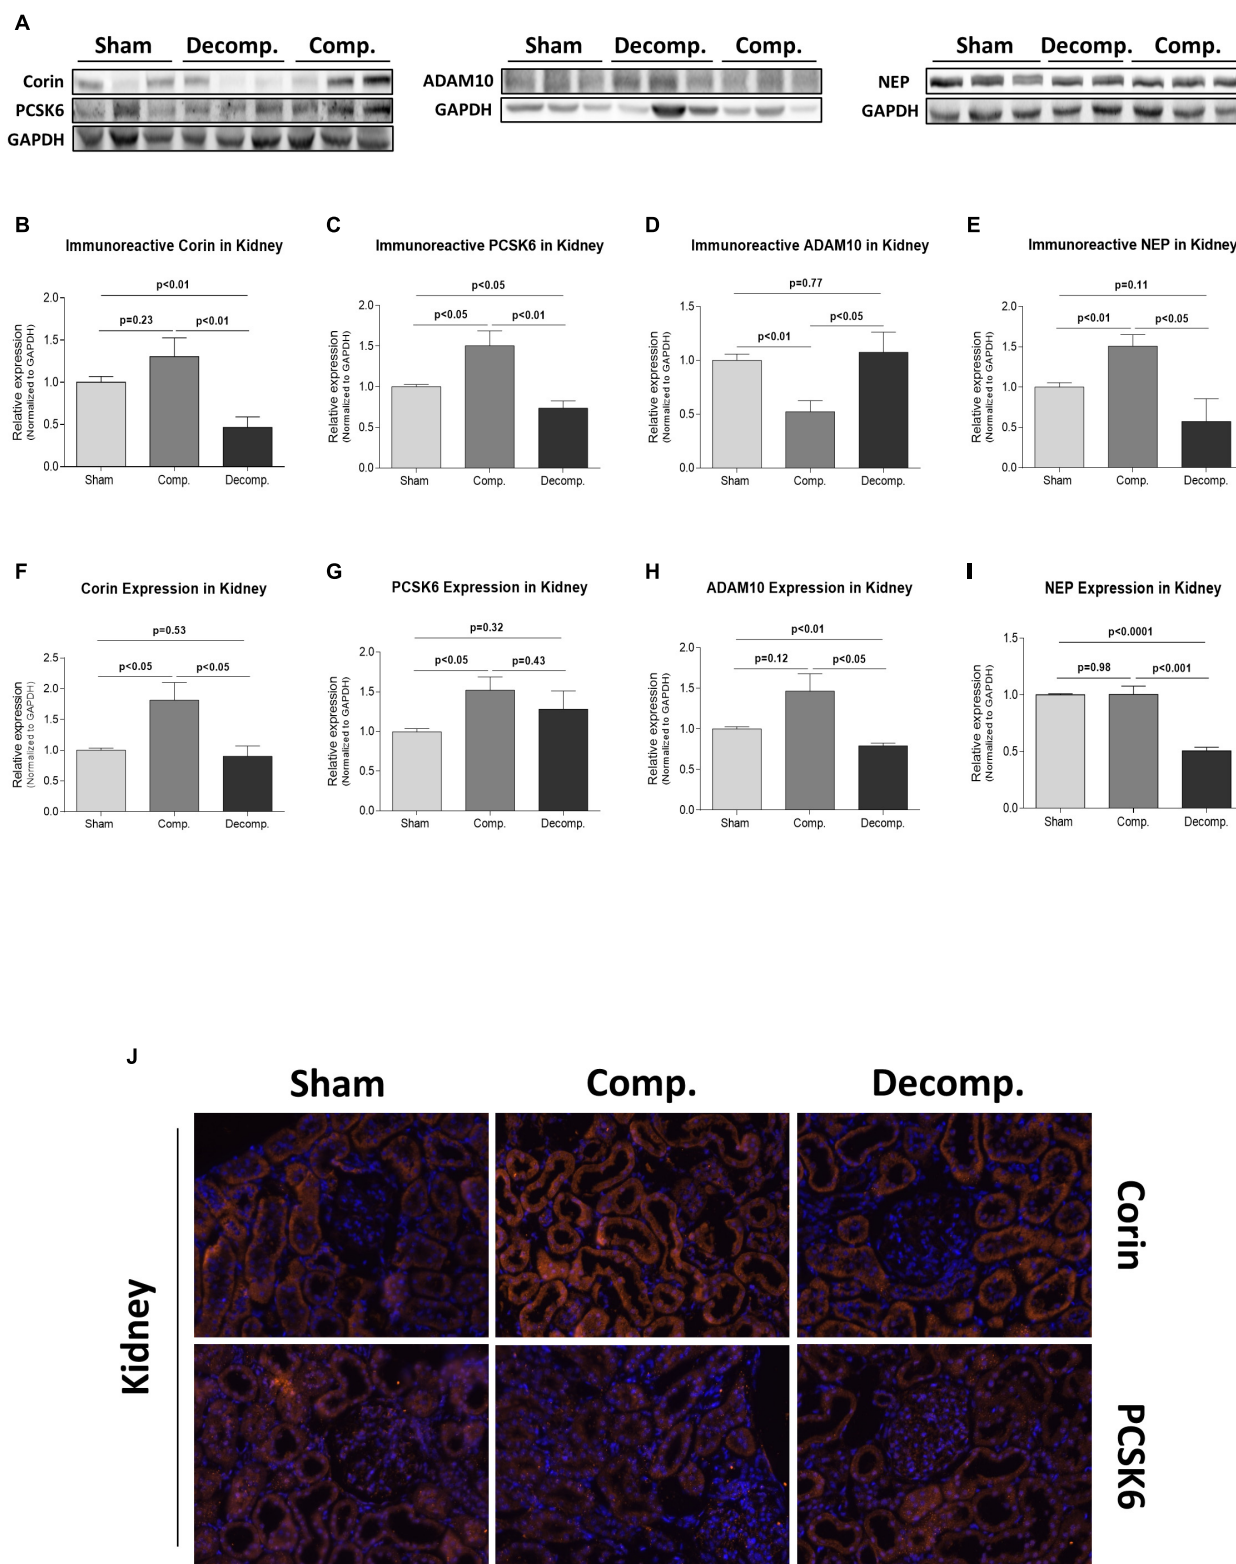 A
Sham Decomp. Comp.
Corin
PCSK6
GAPDH
Sham Decomp. Comp.
ADAM10
GAPDH
Sham Decomp. Comp.
NEP
GAPDH
B
Immunoreactive Corin in Kidney
p<0.01
p=0.23 p<0.01
Relative expression
(Normalized to GAPDH)
2.0
1.5
1.0
0.5
0.0
Sham Comp. Decomp.
C
Immunoreactive PCSK6 in Kidney
p<0.05
p<0.05 p<0.01
Relative expression
(Normalized to GAPDH)
2.0
1.5
1.0
0.5
0.0
Sham Comp. Decomp.
D
Immunoreactive ADAM10 in Kidney
p=0.77
p<0.05
p<0.01
Relative expression
(Normalized to GAPDH)
1.5
1.0
0.5
0.0
Sham Comp. Decomp.
E
Immunoreactive NEP in Kidney
p=0.11
p<0.01 p<0.05
Relative expression
(Normalized to GAPDH)
2.0
1.5
1.0
0.5
0.0
Sham Comp. Decomp.
F
Corin Expression in Kidney
p=0.53
p<0.05 p<0.05
Relative expression
(Normalized to GAPDH)
2.5
2.0
1.5
1.0
0.5
0.0
Sham Comp. Decomp.
G
PCSK6 Expression in Kidney
p=0.32
p<0.05 p=0.43
Relative expression
(Normalized to GAPDH)
2.0
1.5
1.0
0.5
0.0
Sham Comp. Decomp.
H
ADAM10 Expression in Kidney
p<0.01
p=0.12 p<0.05
Relative expression
(Normalized to GAPDH)
2.0
1.5
1.0
0.5
0.0
Sham Comp. Decomp.
I
NEP Expression in Kidney
p<0.0001
p=0.98 p<0.001
Relative expression
(Normalized to GAPDH)
1.5
1.0
0.5
0.0
Sham Comp. Decomp.
J
Sham Comp. Decomp.
Kidney
Corin
PCSK6